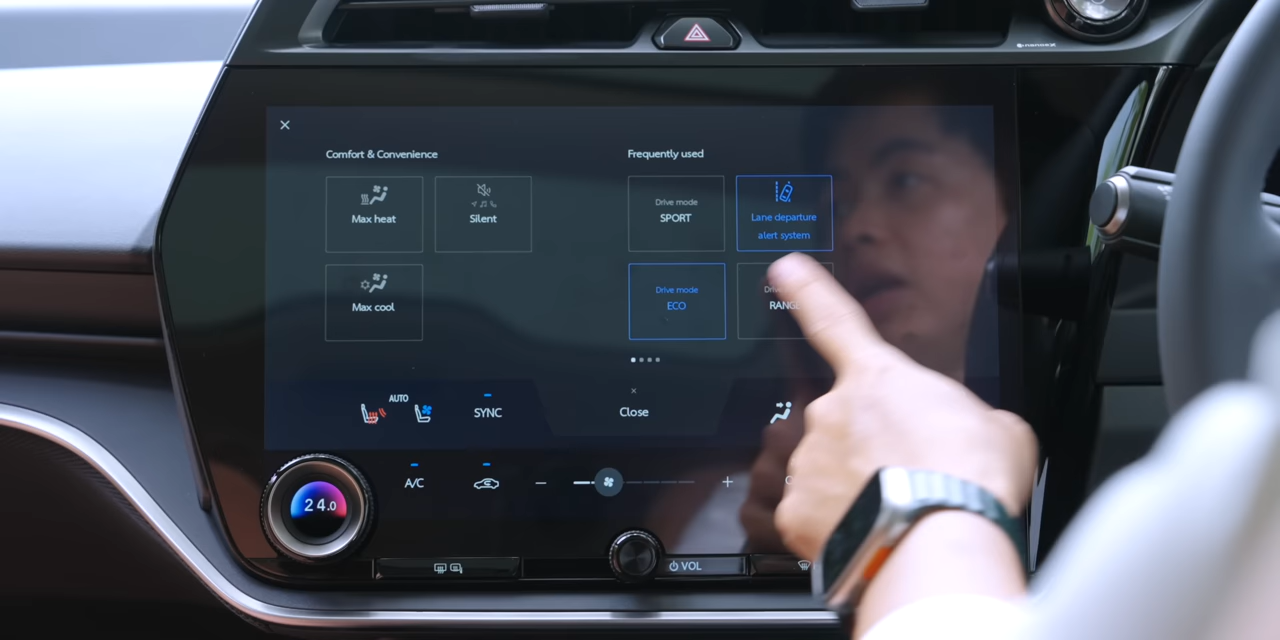 Comfort & Convenience
Frequently used
Max heat
Silent
Drive mode
SPORT
Lane departure
alert system
Max cool
Drive mode
ECO
RANGE
AUTO
SYNC
Close
A/C
24.0
VOL